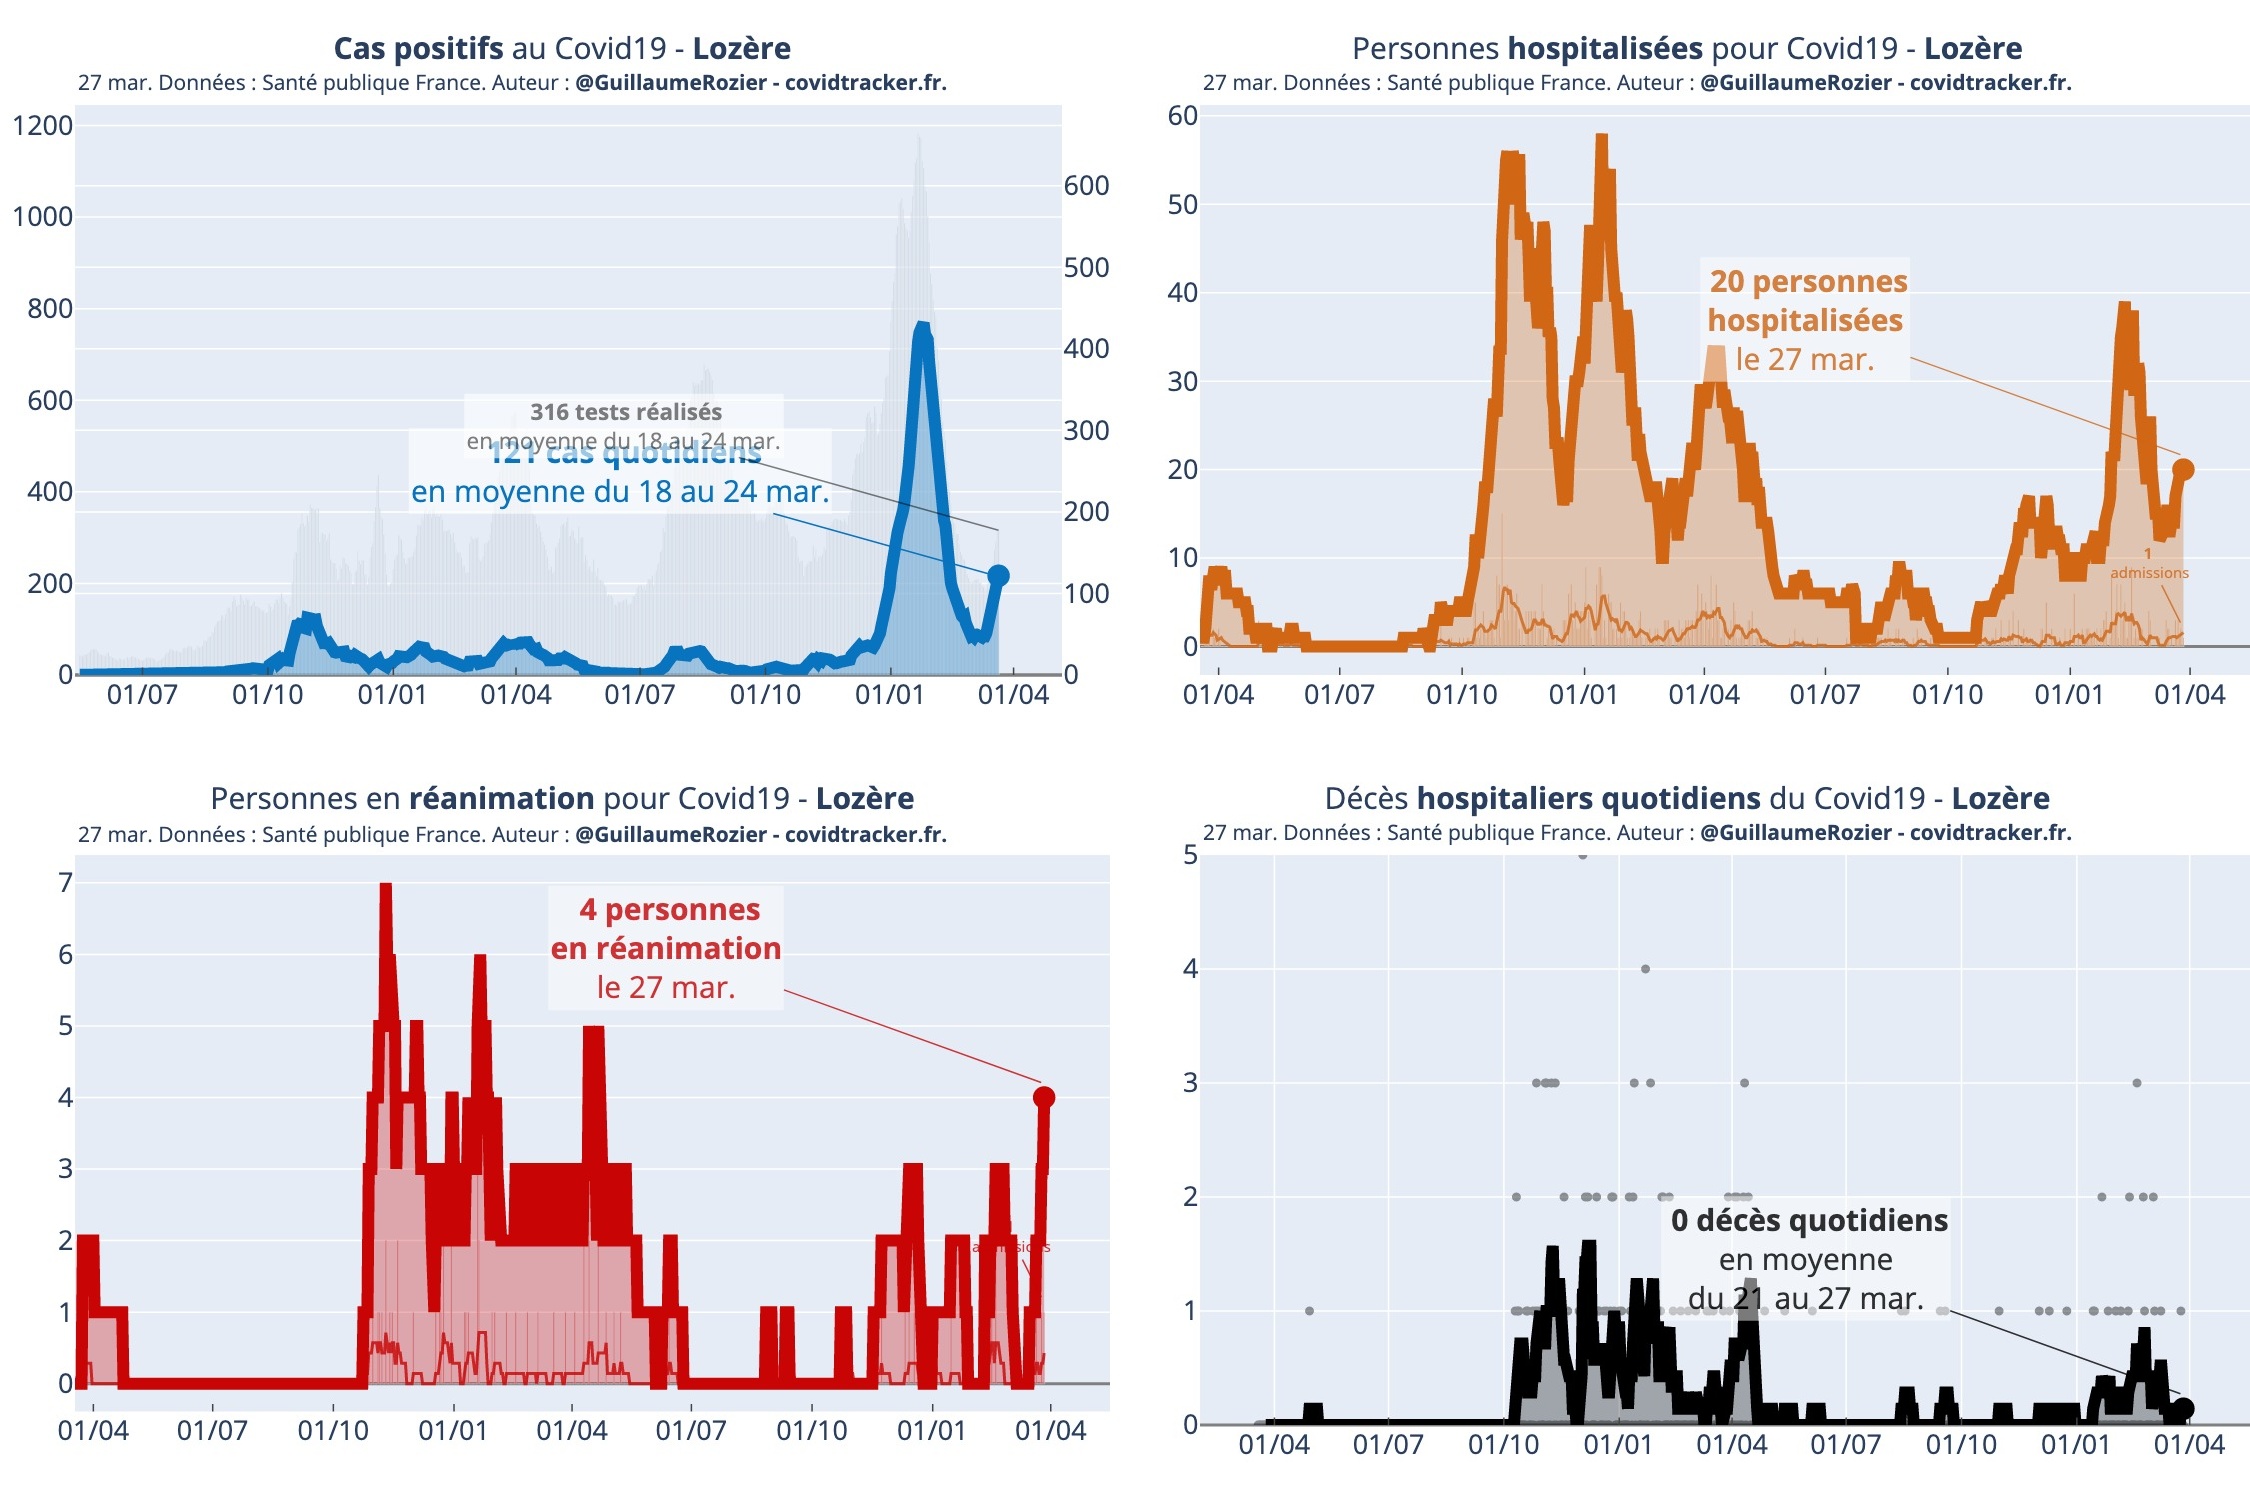 Cas positifs au Covid19 - Lozère
27 mar. Données : Santé publique France. Auteur : @GuillaumeRozier - covidtracker.fr.
1200
1000
800
600
400
200
0
600
500
400
300
200
100
0
316 tests réalisés
en moyenne du 18 au 24 mar.
121 cas quotidiens
en moyenne du 18 au 24 mar.
01/07 01/10 01/01 01/04 01/07 01/10 01/01 01/04
Personnes hospitalisées pour Covid19 - Lozère
27 mar. Données : Santé publique France. Auteur : @GuillaumeRozier - covidtracker.fr.
60
50
40
30
20
10
0
20 personnes
hospitalisées
le 27 mar.
1
admissions
01/04 01/07 01/10 01/01 01/04 01/07 01/10 01/01 01/04
Personnes en réanimation pour Covid19 - Lozère
27 mar. Données : Santé publique France. Auteur : @GuillaumeRozier - covidtracker.fr.
7
6
5
4
3
2
1
0
4 personnes
en réanimation
le 27 mar.
admissions
01/04 01/07 01/10 01/01 01/04 01/07 01/10 01/01 01/04
Décès hospitaliers quotidiens du Covid19 - Lozère
27 mar. Données : Santé publique France. Auteur : @GuillaumeRozier - covidtracker.fr.
5
4
3
2
1
0
0 décès quotidiens
en moyenne
du 21 au 27 mar.
01/04 01/07 01/10 01/01 01/04 01/07 01/10 01/01 01/04